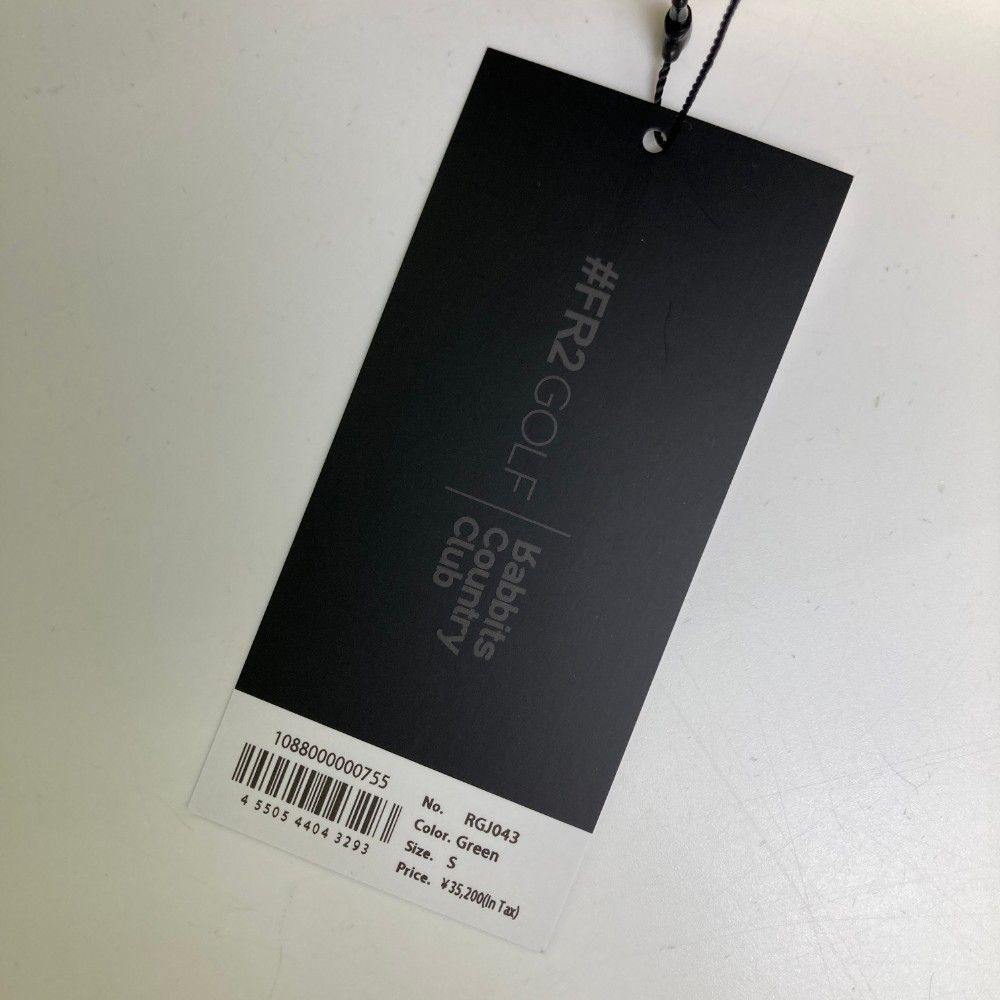 #FR2 GOLF
Rabbits
Country
Club
1088000000755
4 5505 4404 3293
No. RGJ043
Color. Green
Size. S
Price. ¥35,200(In Tax)